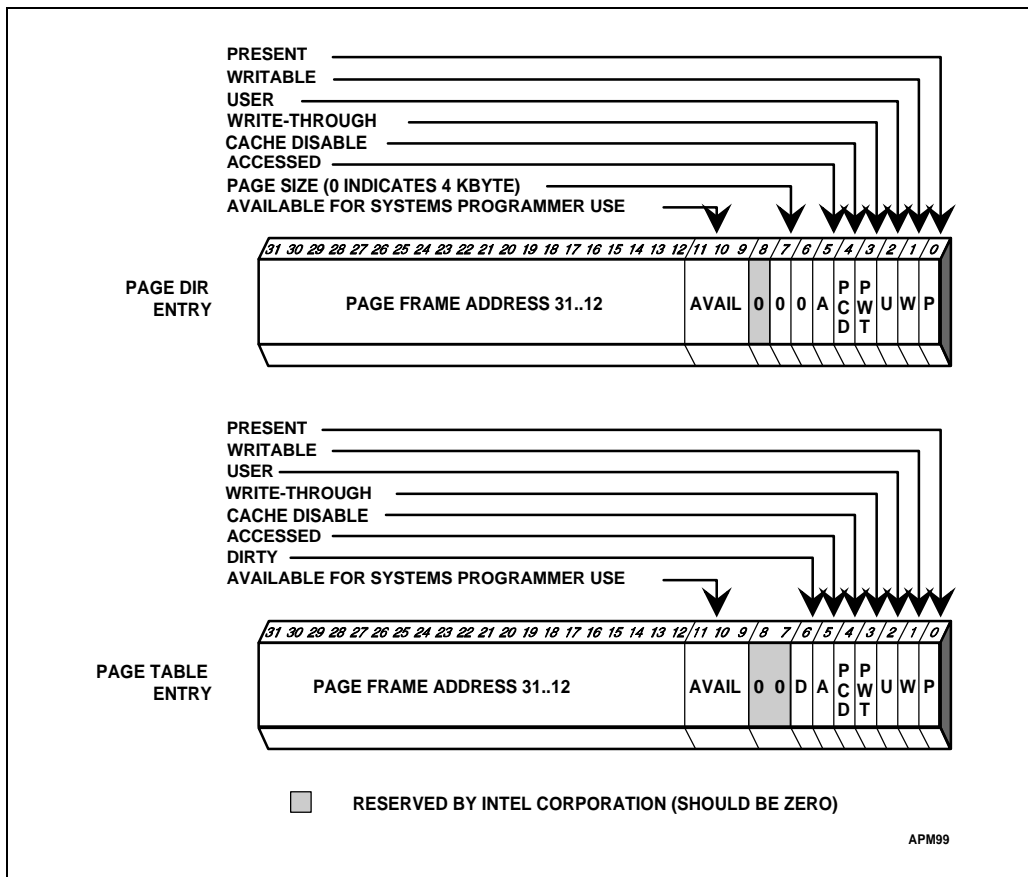 PRESENT
WRITABLE
USER
WRITE-THROUGH
CACHE DISABLE
ACCESSED
PAGE SIZE (0 INDICATES 4 KBYTE)
AVAILABLE FOR SYSTEMS PROGRAMMER USE
31 30 29 28 27 26 25 24 23 22 21 20 19 18 17 16 15 14 13 12 11 10 9 8 7 6 5 4 3 2 1 0
PAGE DIR
ENTRY
PAGE FRAME ADDRESS 31..12 AVAIL 0 0 0 A PCD PWT U W P
PRESENT
WRITABLE
USER
WRITE-THROUGH
CACHE DISABLE
ACCESSED
DIRTY
AVAILABLE FOR SYSTEMS PROGRAMMER USE
31 30 29 28 27 26 25 24 23 22 21 20 19 18 17 16 15 14 13 12 11 10 9 8 7 6 5 4 3 2 1 0
PAGE TABLE
ENTRY
PAGE FRAME ADDRESS 31..12 AVAIL 0 0 D A PCD PWT U W P
RESERVED BY INTEL CORPORATION (SHOULD BE ZERO)
APM99